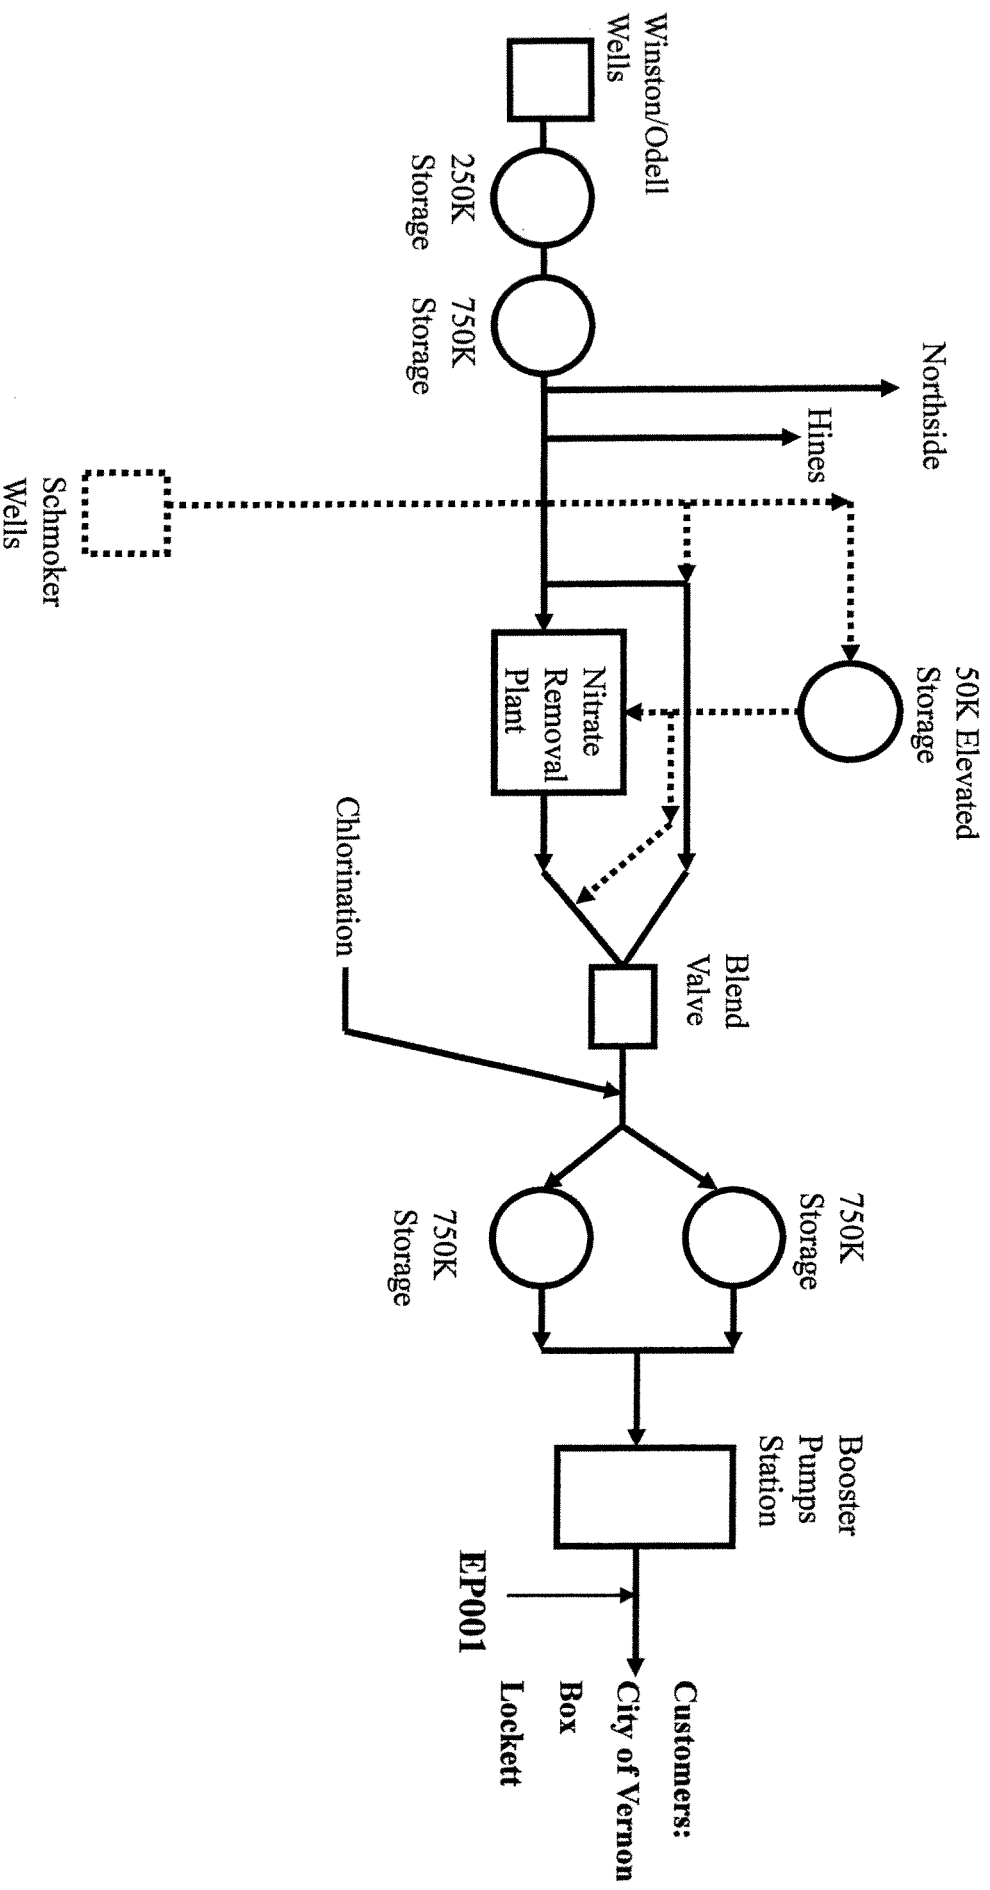 Winston/Odell
Wells
250K
Storage
750K
Storage
Northside
Hines
Schmoker
Wells
50K Elevated
Storage
Nitrate
Removal
Plant
Chlorination
Blend
Valve
750K
Storage
750K
Storage
Booster
Pumps
Station
EP001
Customers:
City of Vernon
Box
Lockett